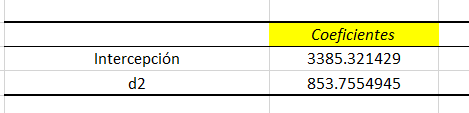 Coeficientes
Intercepción 3385.321429
d2 853.7554945